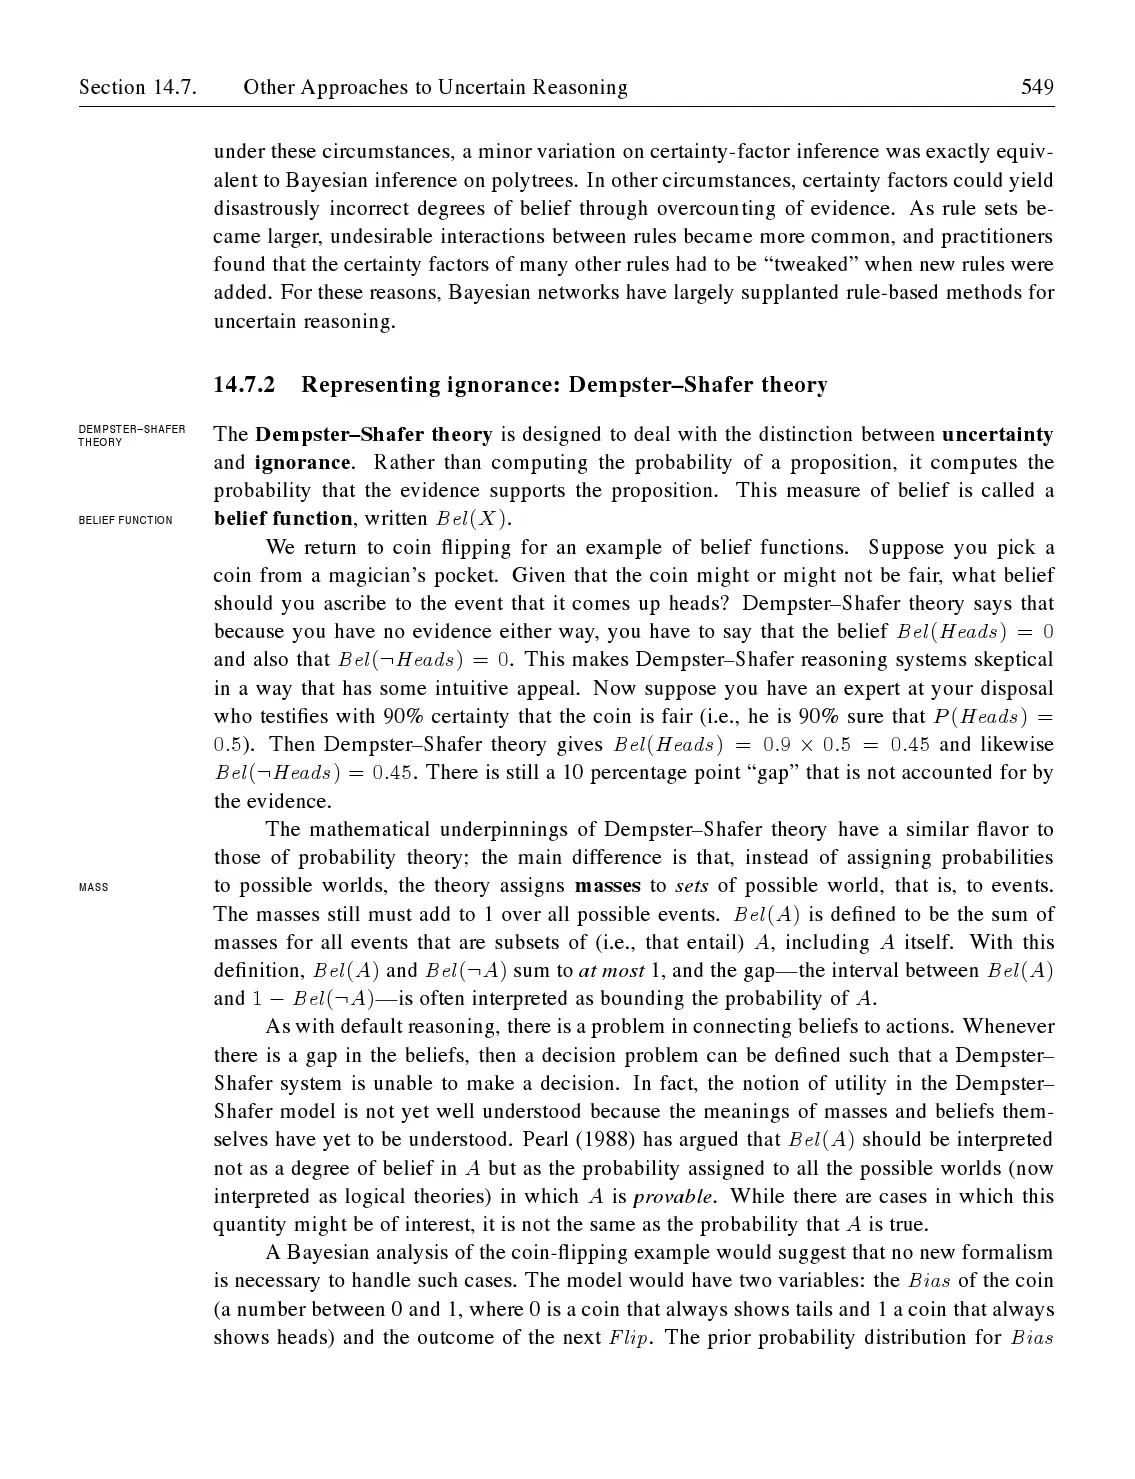 Section 14.7. Other Approaches to Uncertain Reasoning 549
under these circumstances, a minor variation on certainty-factor inference was exactly equiv-
alent to Bayesian inference on polytrees. In other circumstances, certainty factors could yield
disastrously incorrect degrees of belief through overcounting of evidence. As rule sets be-
came larger, undesirable interactions between rules became more common, and practitioners
found that the certainty factors of many other rules had to be “tweaked” when new rules were
added. For these reasons, Bayesian networks have largely supplanted rule-based methods for
uncertain reasoning.
14.7.2 Representing ignorance: Dempster–Shafer theory
DEMPSTER–SHAFER
THEORY
The Dempster–Shafer theory is designed to deal with the distinction between uncertainty
and ignorance. Rather than computing the probability of a proposition, it computes the
probability that the evidence supports the proposition. This measure of belief is called a
BELIEF FUNCTION
belief function, written Bel(X).
We return to coin flipping for an example of belief functions. Suppose you pick a
coin from a magician’s pocket. Given that the coin might or might not be fair, what belief
should you ascribe to the event that it comes up heads? Dempster–Shafer theory says that
because you have no evidence either way, you have to say that the belief Bel(Heads) = 0
and also that Bel(¬Heads) = 0. This makes Dempster–Shafer reasoning systems skeptical
in a way that has some intuitive appeal. Now suppose you have an expert at your disposal
who testifies with 90% certainty that the coin is fair (i.e., he is 90% sure that P(Heads) =
0.5). Then Dempster–Shafer theory gives Bel(Heads) = 0.9 × 0.5 = 0.45 and likewise
Bel(¬Heads) = 0.45. There is still a 10 percentage point “gap” that is not accounted for by
the evidence.
The mathematical underpinnings of Dempster–Shafer theory have a similar flavor to
those of probability theory; the main difference is that, instead of assigning probabilities
MASS
to possible worlds, the theory assigns masses to sets of possible world, that is, to events.
The masses still must add to 1 over all possible events. Bel(A) is defined to be the sum of
masses for all events that are subsets of (i.e., that entail) A, including A itself. With this
definition, Bel(A) and Bel(¬A) sum to at most 1, and the gap—the interval between Bel(A)
and 1 − Bel(¬A)—is often interpreted as bounding the probability of A.
As with default reasoning, there is a problem in connecting beliefs to actions. Whenever
there is a gap in the beliefs, then a decision problem can be defined such that a Dempster–
Shafer system is unable to make a decision. In fact, the notion of utility in the Dempster–
Shafer model is not yet well understood because the meanings of masses and beliefs them-
selves have yet to be understood. Pearl (1988) has argued that Bel(A) should be interpreted
not as a degree of belief in A but as the probability assigned to all the possible worlds (now
interpreted as logical theories) in which A is provable. While there are cases in which this
quantity might be of interest, it is not the same as the probability that A is true.
A Bayesian analysis of the coin-flipping example would suggest that no new formalism
is necessary to handle such cases. The model would have two variables: the Bias of the coin
(a number between 0 and 1, where 0 is a coin that always shows tails and 1 a coin that always
shows heads) and the outcome of the next Flip. The prior probability distribution for Bias